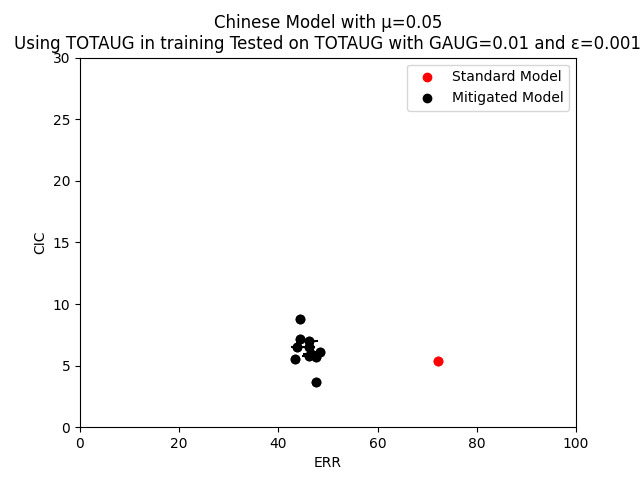 Chinese Model with μ=0.05
Using TOTAUG in training Tested on TOTAUG with GAUG=0.01 and ε=0.001
Standard Model
Mitigated Model
30
25
20
15
10
5
0
CIC
0 20 40 60 80 100
ERR